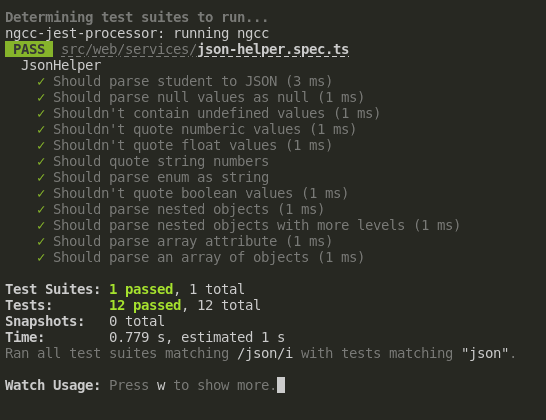 Determining test suites to run...
ngcc-jest-processor: running ngcc
PASS src/web/services/json-helper.spec.ts
JsonHelper
✓ Should parse student to JSON (3 ms)
✓ Should parse null values as null (1 ms)
✓ Shouldn't contain undefined values (1 ms)
✓ Shouldn't quote numberic values (1 ms)
✓ Shouldn't quote float values (1 ms)
✓ Should quote string numbers
✓ Should parse enum as string
✓ Shouldn't quote boolean values (1 ms)
✓ Should parse nested objects (1 ms)
✓ Should parse nested objects with more levels (1 ms)
✓ Should parse array attribute (1 ms)
✓ Should parse an array of objects (1 ms)
Test Suites: 1 passed, 1 total
Tests: 12 passed, 12 total
Snapshots: 0 total
Time: 0.779 s, estimated 1 s
Ran all test suites matching /json/i with tests matching "json".
Watch Usage: Press w to show more.